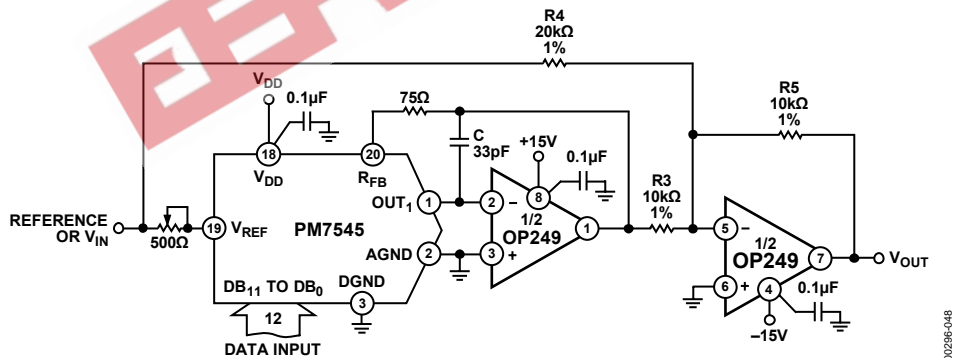 R4
20kΩ
1%
R5
10kΩ
1%
VDD
0.1µF
75Ω
C
33pF
+15V
0.1µF
R3
10kΩ
1%
18
VDD
20
RFB
REFERENCE
OR VIN
500Ω
19
VREF
PM7545
OUT1
1
AGND
2
2
–
8
1/2
OP249
3
+
1
5
–
1/2
OP249
6
+
7
4
VOUT
0.1µF
–15V
DB11 TO DB0
DGND
3
12
DATA INPUT
00296-048